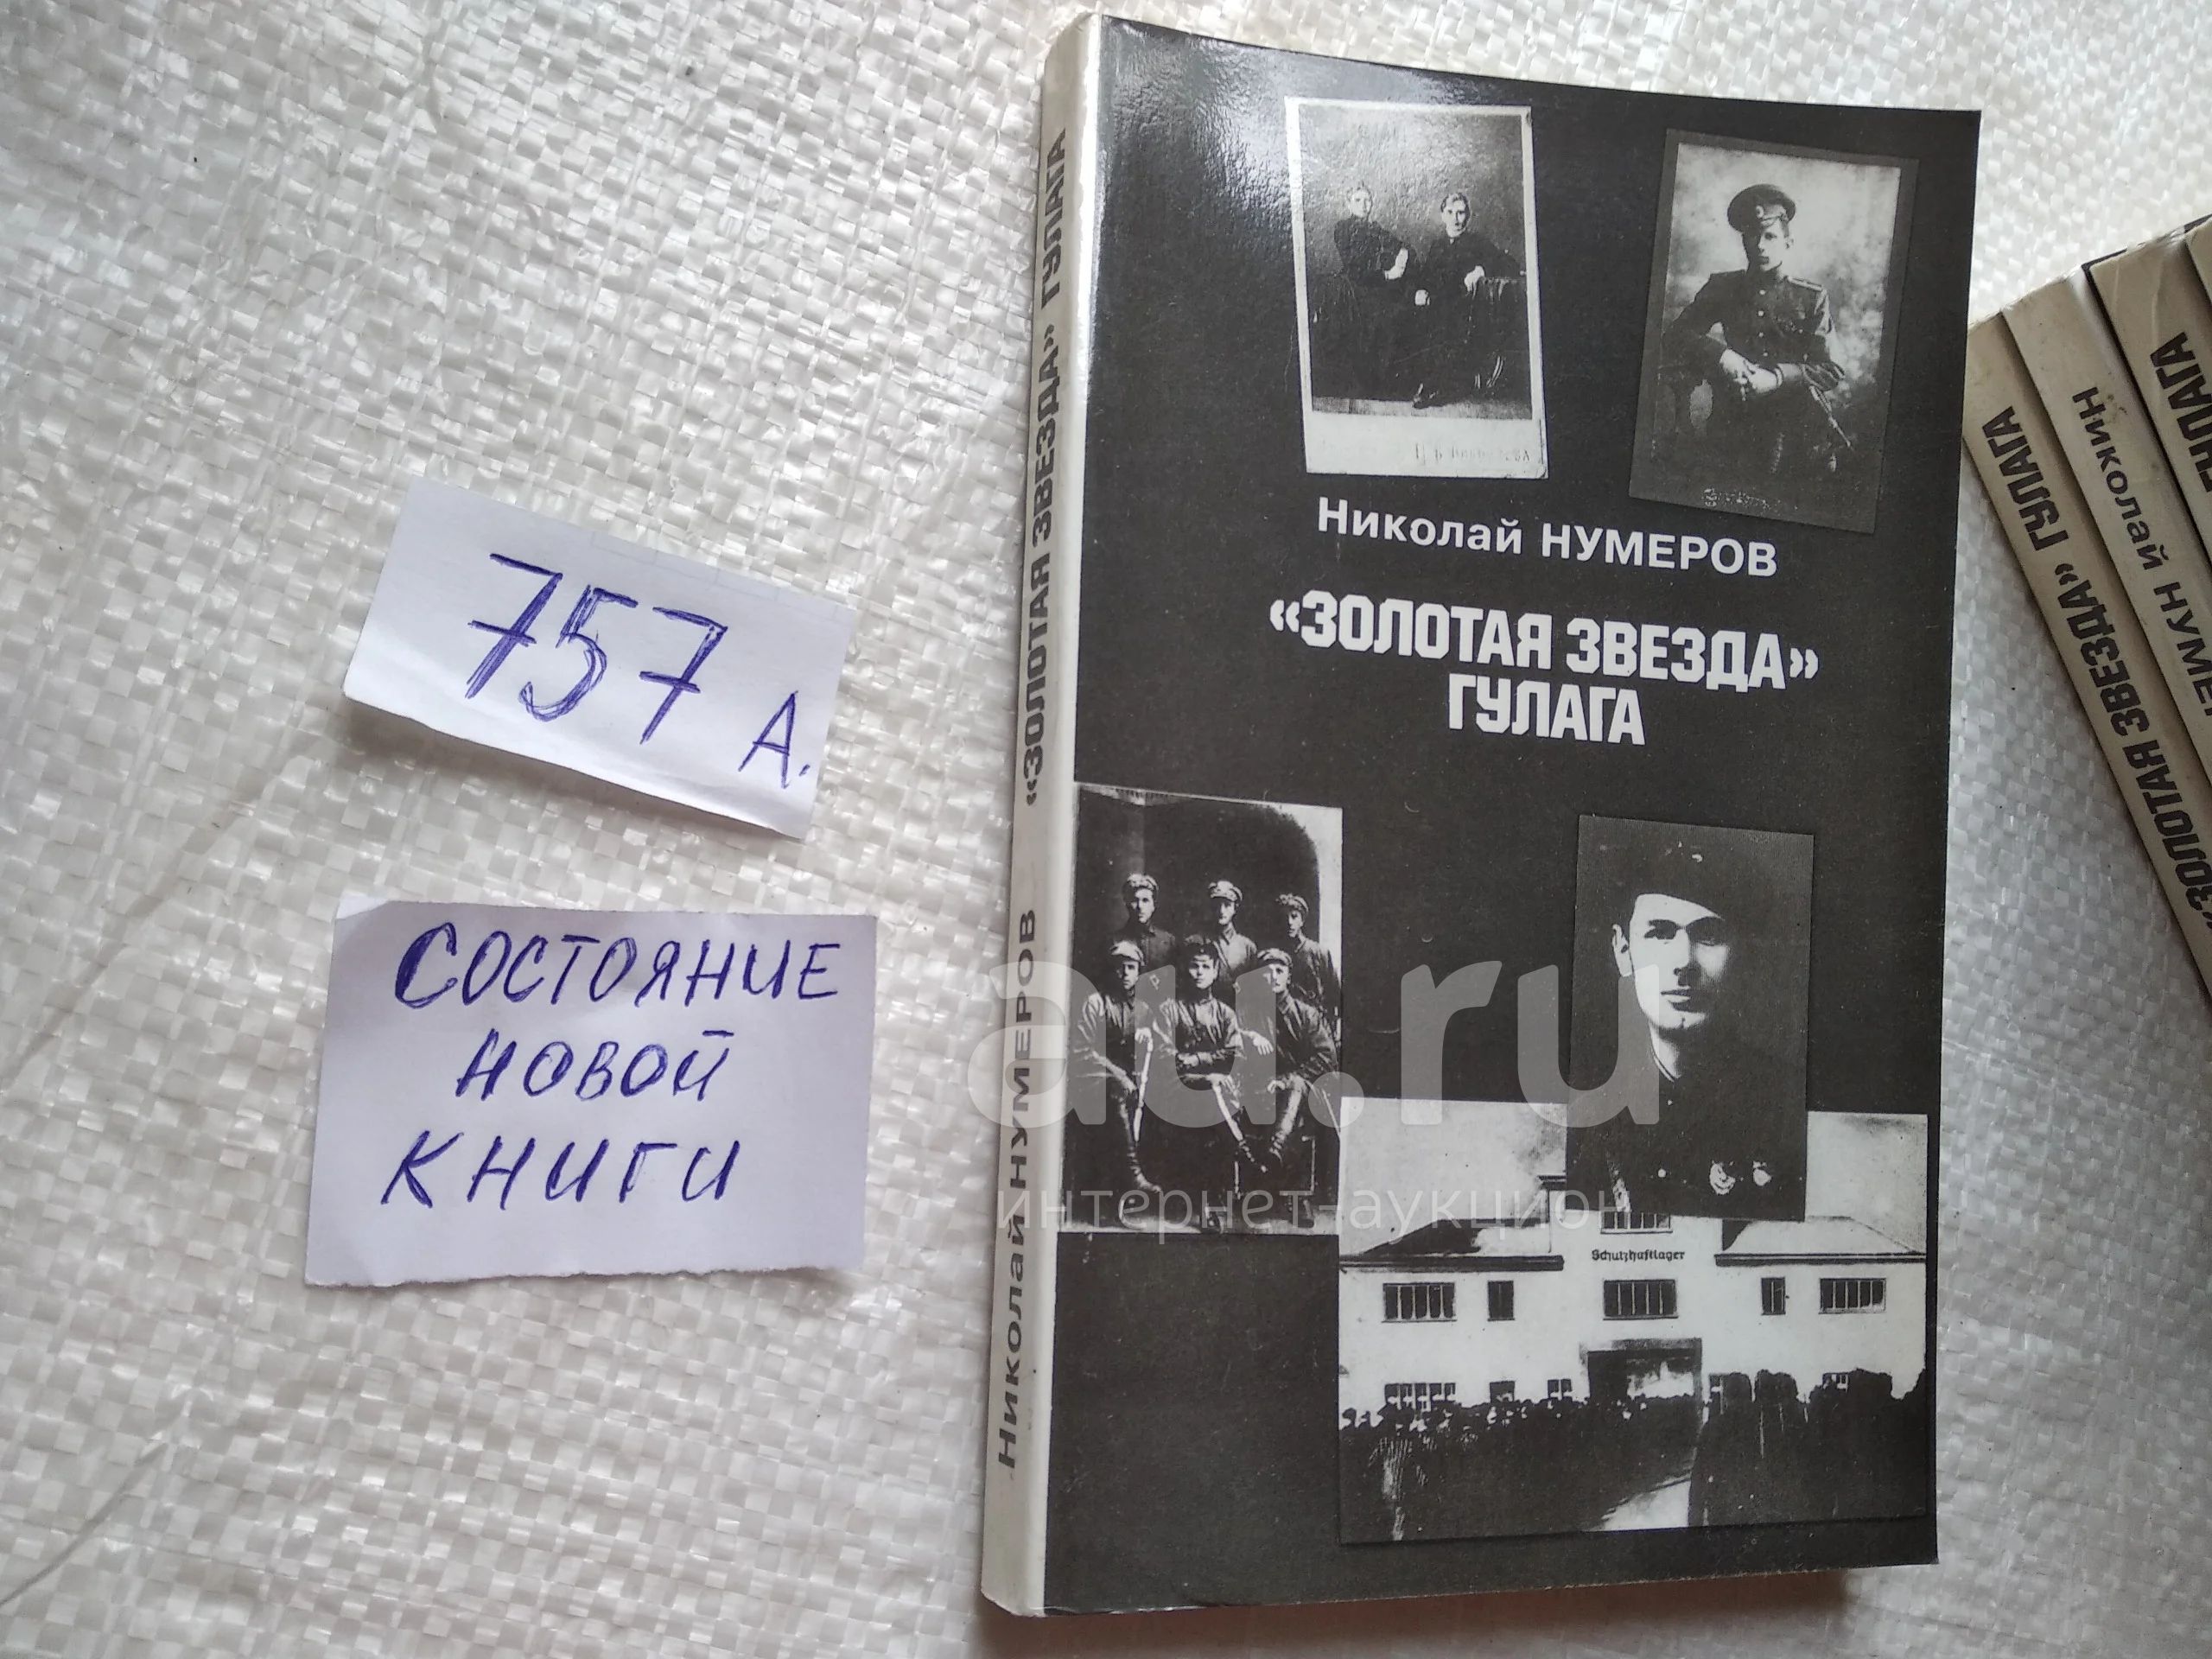 757 А.
СОСТОЯНИЕ
НОВОЙ
КНИГИ
Николай НУМЕРОВ «ЗОЛОТАЯ ЗВЕЗДА» ГУЛАГА
Николай НУМЕРОВ
«ЗОЛОТАЯ ЗВЕЗДА»
ГУЛАГА
Schutzhaftlager
au.ru
интернет-аукцион
«ЗОЛОТАЯ ЗВЕЗДА» ГУЛАГА
Николай
ГУЛАГА